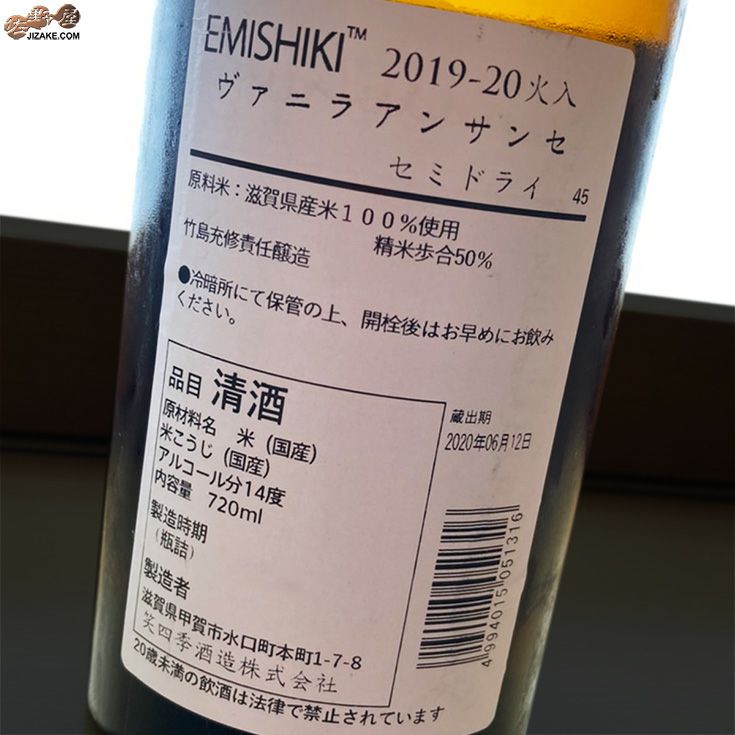 地酒屋
JIZAKE.COM
EMISHIKI™ 2019-20火入
ヴァニラアンサンセ
セミドライ 45
原料米：滋賀県産米１００％使用
竹島充修責任醸造 精米歩合50%
●冷暗所にて保管の上、開栓後はお早めにお飲み
ください。
品目 清酒
原材料名 米（国産）
米こうじ（国産）
アルコール分14度
内容量 720ml
製造時期
（瓶詰）
製造者
滋賀県甲賀市水口町本町1-7-8
笑四季酒造株式会社
蔵出期
2020年06月12日
4994015051316
20歳未満の飲酒は法律で禁止されています